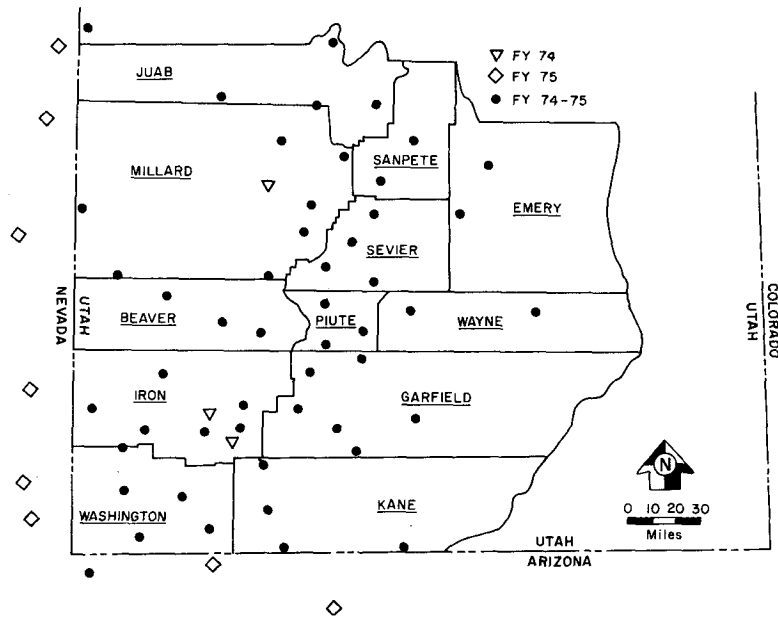 ▽ FY 74
◇ FY 75
● FY 74-75
JUAB
MILLARD
SANPETE
EMERY
SEVIER
NEVADA
UTAH
BEAVER
PIUTE
WAYNE
UTAH
COLORADO
IRON
GARFIELD
N
WASHINGTON
KANE
0 10 20 30
Miles
UTAH
ARIZONA